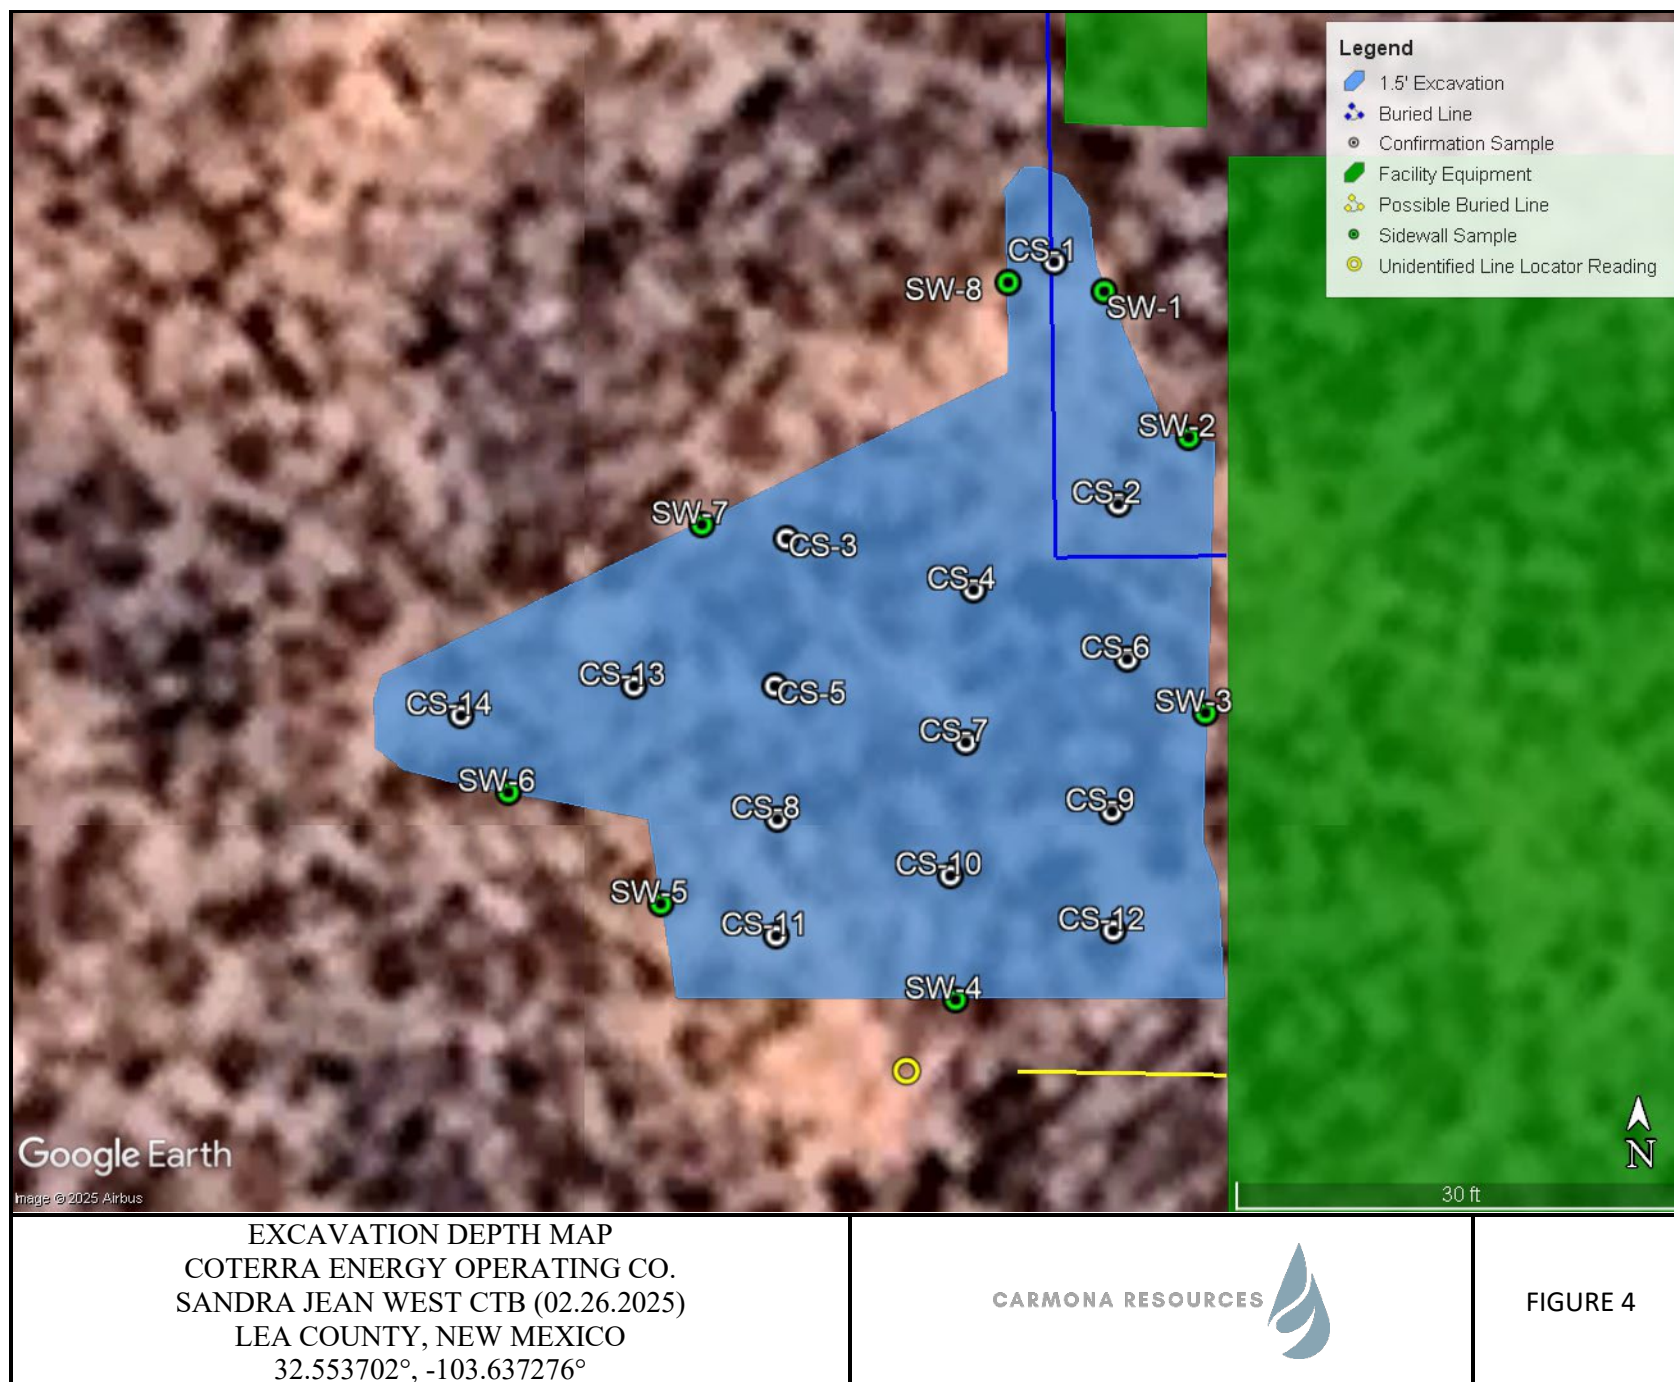 Legend
1.5' Excavation
Buried Line
Confirmation Sample
Facility Equipment
Possible Buried Line
Sidewall Sample
Unidentified Line Locator Reading
CS-1
SW-8
SW-1
SW-2
CS-2
SW-7
CS-3
CS-4
CS-6
CS-13
CS-5
CS-14
SW-3
CS-7
SW-6
CS-8
CS-9
CS-10
SW-5
CS-11
CS-12
SW-4
Google Earth
N
Image © 2025 Airbus
30 ft
EXCAVATION DEPTH MAP
COTERRA ENERGY OPERATING CO.
SANDRA JEAN WEST CTB (02.26.2025)
LEA COUNTY, NEW MEXICO
32.553702°, -103.637276°
CARMONA RESOURCES
FIGURE 4